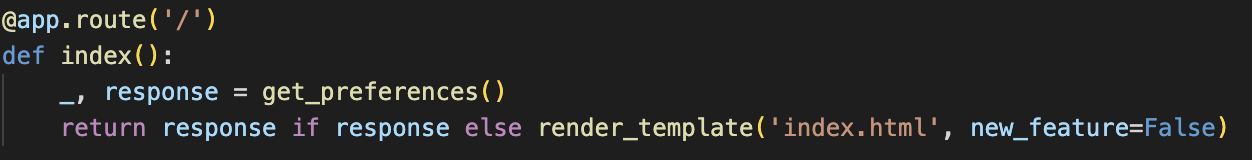 @app.route('/')
def index():
    _, response = get_preferences()
    return response if response else render_template('index.html', new_feature=False)